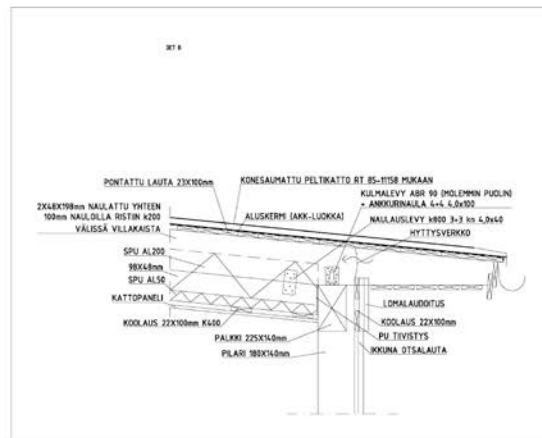 DET 8
KONESAUMATTU PELTIKATTO RT 85-11158 MUKAAN
PONTATTU LAUTA 23X100mm
KULMALEVY ABR 90 (MOLEMMIN PUOLIN)
+ ANKKURINAULA 4+4 4,0x100
2X48X198mm NAULATTU YHTEEN
100mm NAULOILLA RISTIIN k200
VÄLISSÄ VILLAKAISTA
ALUSKERMI (AKK-LUOKKA)
NAULAUSLEVY k800 3+3 kn 4,0x40
HYTTYSVERKKO
SPU AL200
98X48mm
SPU AL50
KATTOPANELI
KOOLAUS 22X100mm K400
PALKKI 225X140mm
PILARI 180X140mm
LOMALAUDOITUS
KOOLAUS 22X100mm
PU TIIVISTYS
IKKUNA OTSALAUTA